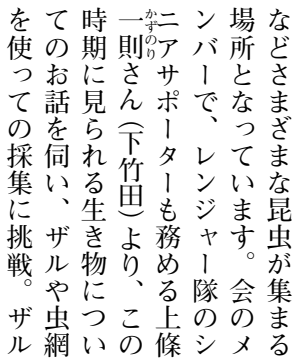 などさまざまな昆虫が集まる
場所となっています。会のメ
ンバーで、レンジャー隊のシ
ニアサポーターも務める上條
一則さん（下竹田）より、この
かずのり
時期に見られる生き物につい
てのお話を伺い、ザルや虫網
を使っての採集に挑戦。ザル